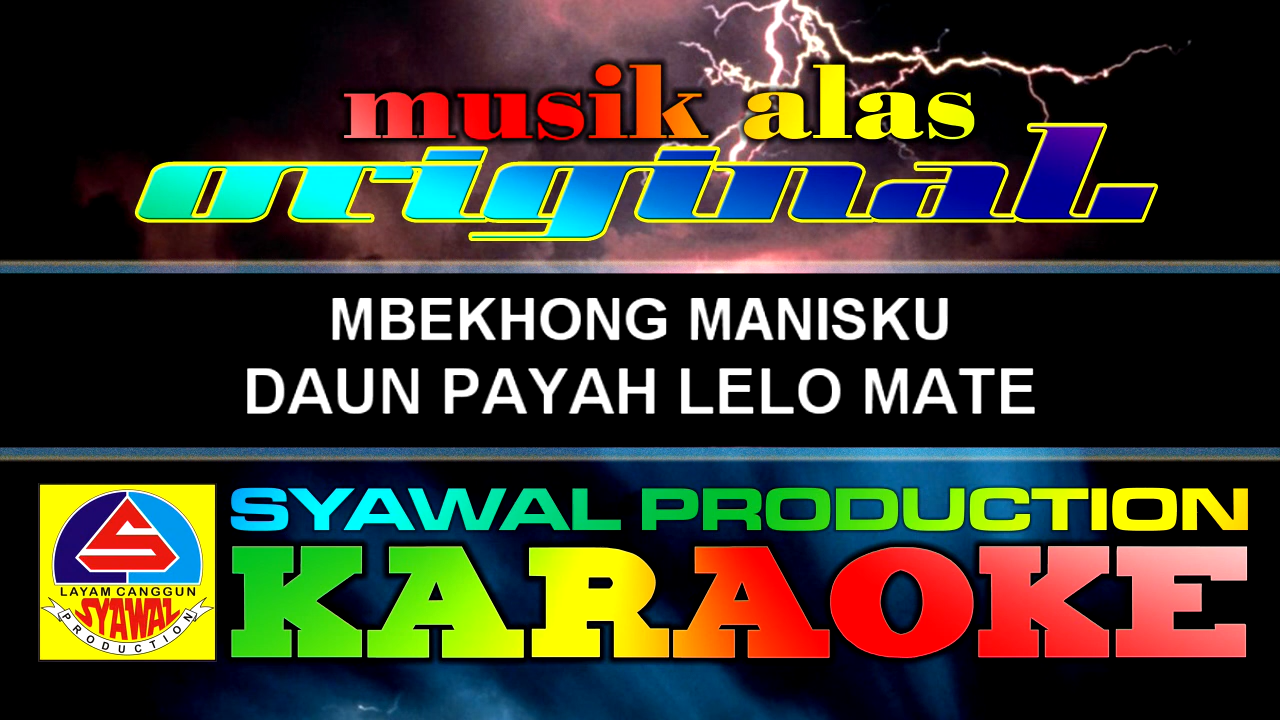 musik alas
original
MBEKHONG MANISKU
DAUN PAYAH LELO MATE
SYAWAL PRODUCTION
KARAOKE
S
LAYAM CANGGUN
SYAWAL
PRODUCTION